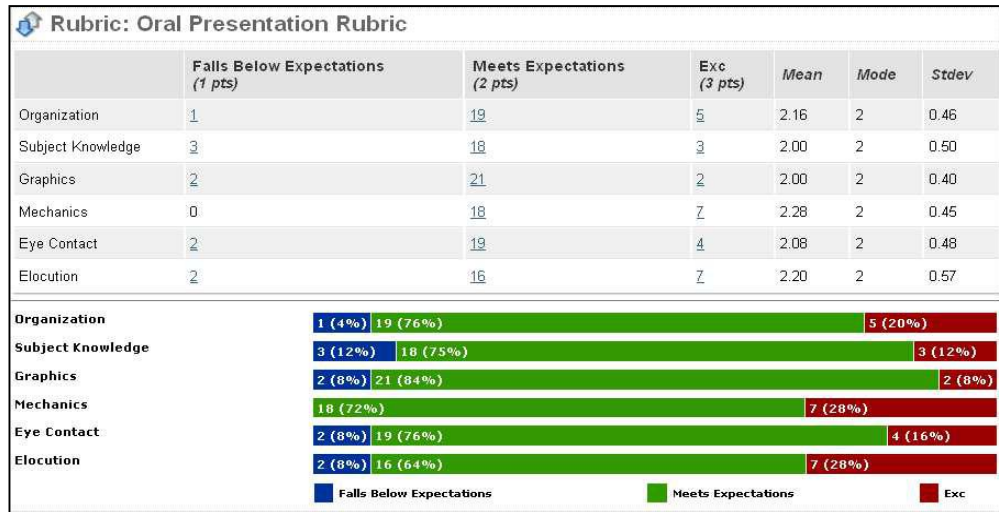 Rubric: Oral Presentation Rubric
Falls Below Expectations (1 pts) Meets Expectations (2 pts) Exc (3 pts) Mean Mode Stdev
Organization 1 19 5 2.16 2 0.46
Subject Knowledge 3 18 3 2.00 2 0.50
Graphics 2 21 2 2.00 2 0.40
Mechanics 0 18 7 2.28 2 0.45
Eye Contact 2 19 4 2.08 2 0.48
Elocution 2 16 7 2.20 2 0.57
Organization 1 (4%) 19 (76%) 5 (20%)
Subject Knowledge 3 (12%) 18 (75%) 3 (12%)
Graphics 2 (8%) 21 (84%) 2 (8%)
Mechanics 18 (72%) 7 (28%)
Eye Contact 2 (8%) 19 (76%) 4 (16%)
Elocution 2 (8%) 16 (64%) 7 (28%)
Falls Below Expectations Meets Expectations Exc